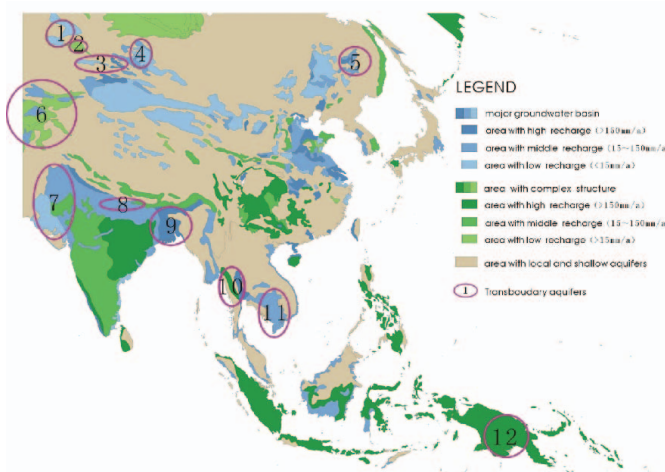 1
2
3
4
5
6
7
8
9
10
11
12
LEGEND
major groundwater basin
area with high recharge (>150mm/a)
area with middle recharge (15~150mm/a)
area with low recharge (<15mm/a)
area with complex structure
area with high recharge (>150mm/a)
area with middle recharge (15~150mm/a)
area with low recharge (>15mm/a)
area with local and shallow aquifers
1 Transboudary aquifers